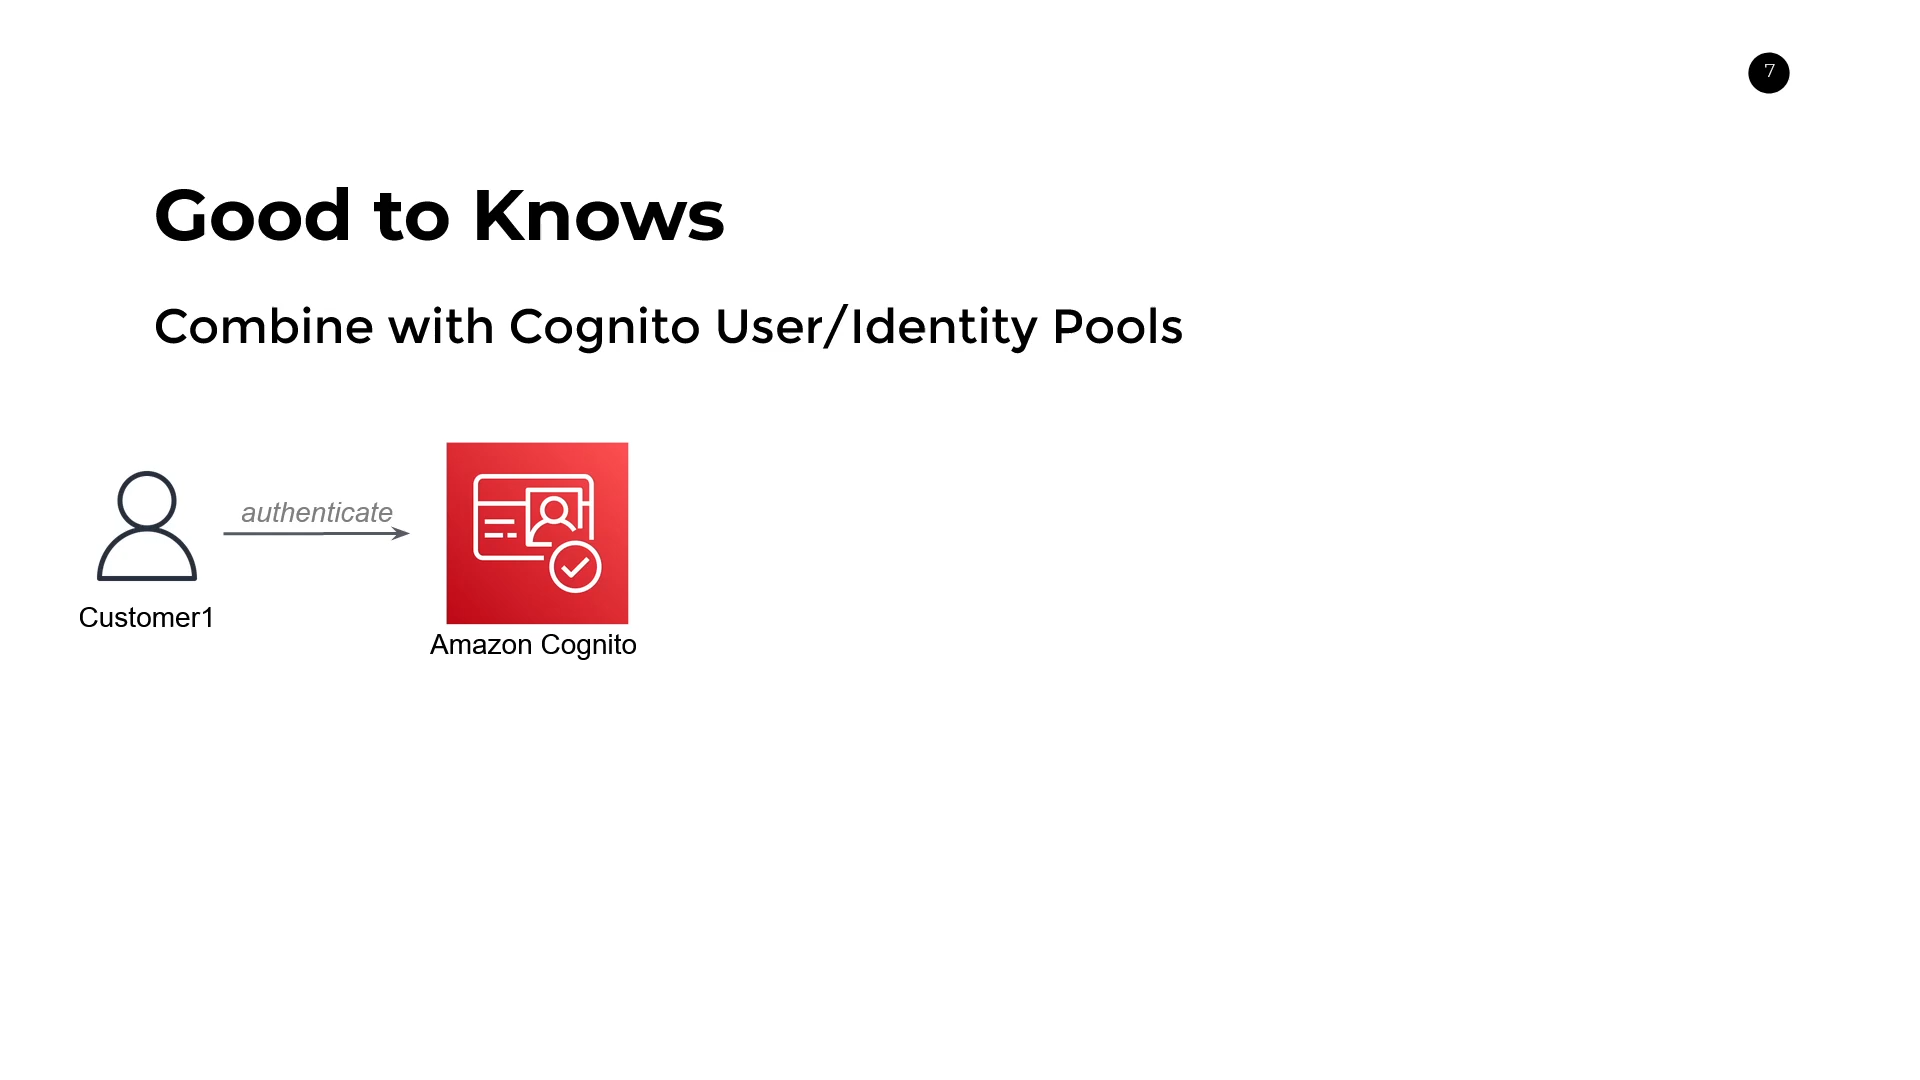 7
Good to Knows
Combine with Cognito User/Identity Pools
authenticate
Customer1
Amazon Cognito